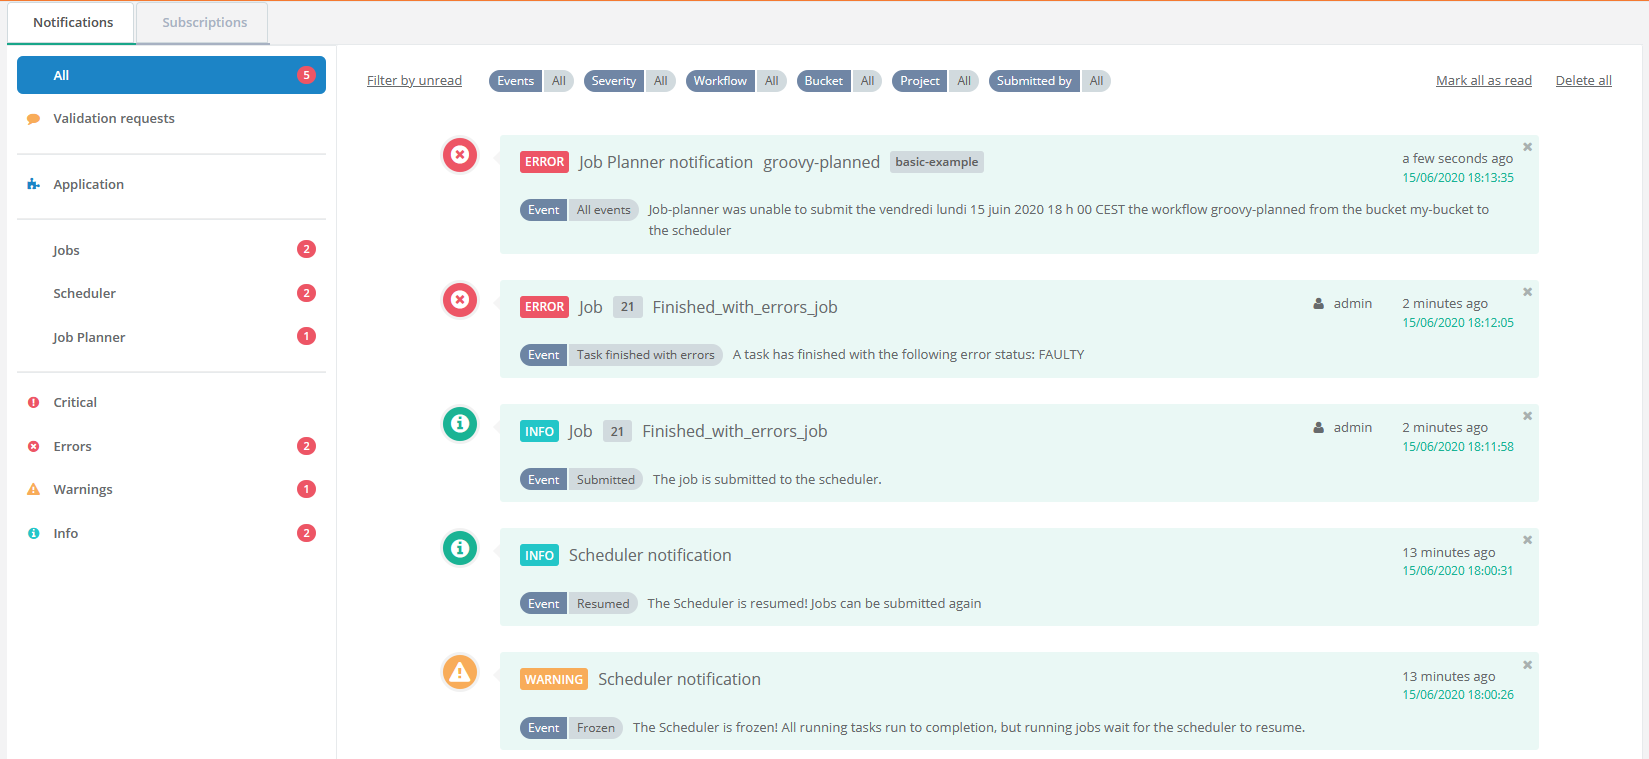 Notifications
Subscriptions
All 5
Validation requests
Application
Jobs 2
Scheduler 2
Job Planner 1
Critical
Errors 2
Warnings 1
Info 2
Filter by unread Events All Severity All Workflow All Bucket All Project All Submitted by All Mark all as read Delete all
ERROR Job Planner notification groovy-planned basic-example a few seconds ago
15/06/2020 18:13:35
Event All events Job-planner was unable to submit the vendredi lundi 15 juin 2020 18 h 00 CEST the workflow groovy-planned from the bucket my-bucket to
the scheduler
ERROR Job 21 Finished_with_errors_job admin 2 minutes ago
15/06/2020 18:12:05
Event Task finished with errors A task has finished with the following error status: FAULTY
INFO Job 21 Finished_with_errors_job admin 2 minutes ago
15/06/2020 18:11:58
Event Submitted The job is submitted to the scheduler.
INFO Scheduler notification 13 minutes ago
15/06/2020 18:00:31
Event Resumed The Scheduler is resumed! Jobs can be submitted again
WARNING Scheduler notification 13 minutes ago
15/06/2020 18:00:26
Event Frozen The Scheduler is frozen! All running tasks run to completion, but running jobs wait for the scheduler to resume.